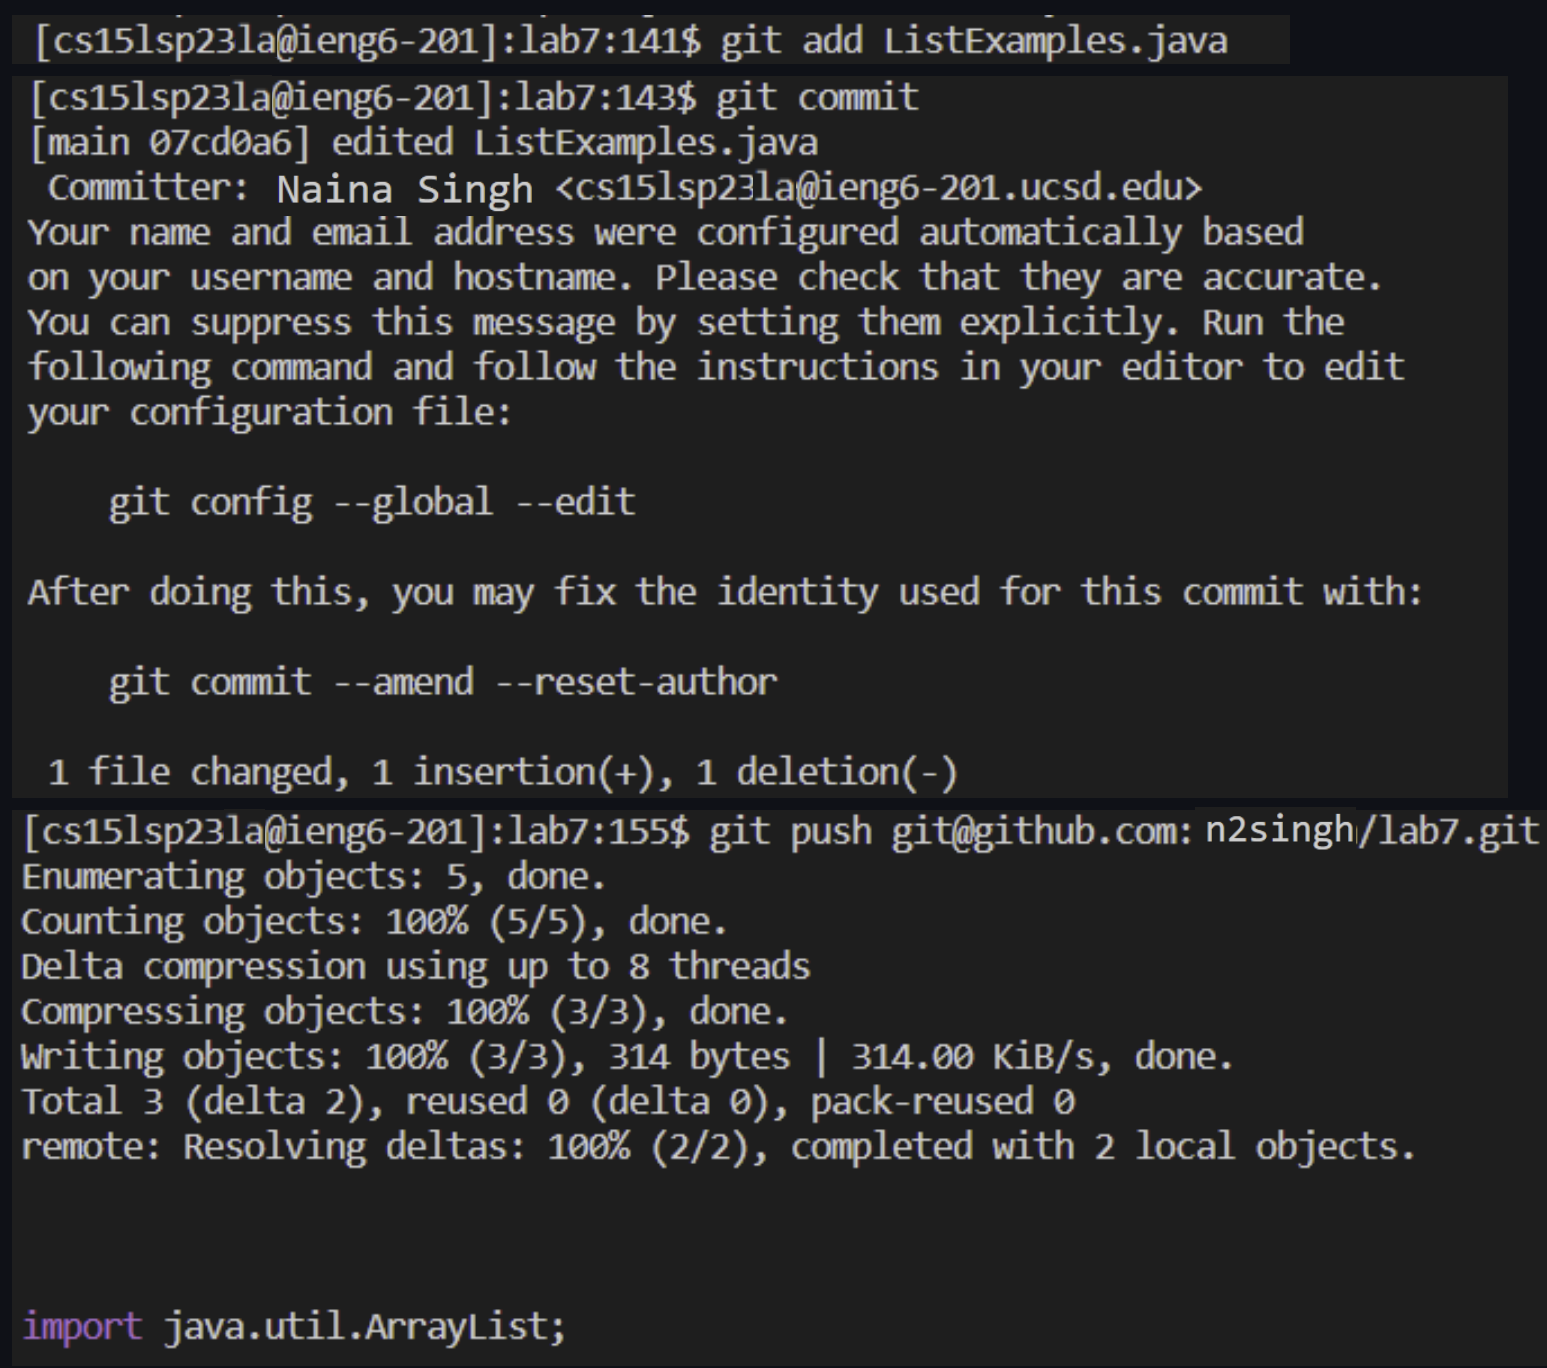 [cs15lsp23la@ieng6-201]:lab7:141$ git add ListExamples.java
[cs15lsp23la@ieng6-201]:lab7:143$ git commit
[main 07cd0a6] edited ListExamples.java
Committer: Naina Singh <cs15lsp23la@ieng6-201.ucsd.edu>
Your name and email address were configured automatically based
on your username and hostname. Please check that they are accurate.
You can suppress this message by setting them explicitly. Run the
following command and follow the instructions in your editor to edit
your configuration file:
git config --global --edit
After doing this, you may fix the identity used for this commit with:
git commit --amend --reset-author
1 file changed, 1 insertion(+), 1 deletion(-)
[cs15lsp23la@ieng6-201]:lab7:155$ git push git@github.com:n2singh/lab7.git
Enumerating objects: 5, done.
Counting objects: 100% (5/5), done.
Delta compression using up to 8 threads
Compressing objects: 100% (3/3), done.
Writing objects: 100% (3/3), 314 bytes | 314.00 KiB/s, done.
Total 3 (delta 2), reused 0 (delta 0), pack-reused 0
remote: Resolving deltas: 100% (2/2), completed with 2 local objects.
import java.util.ArrayList;